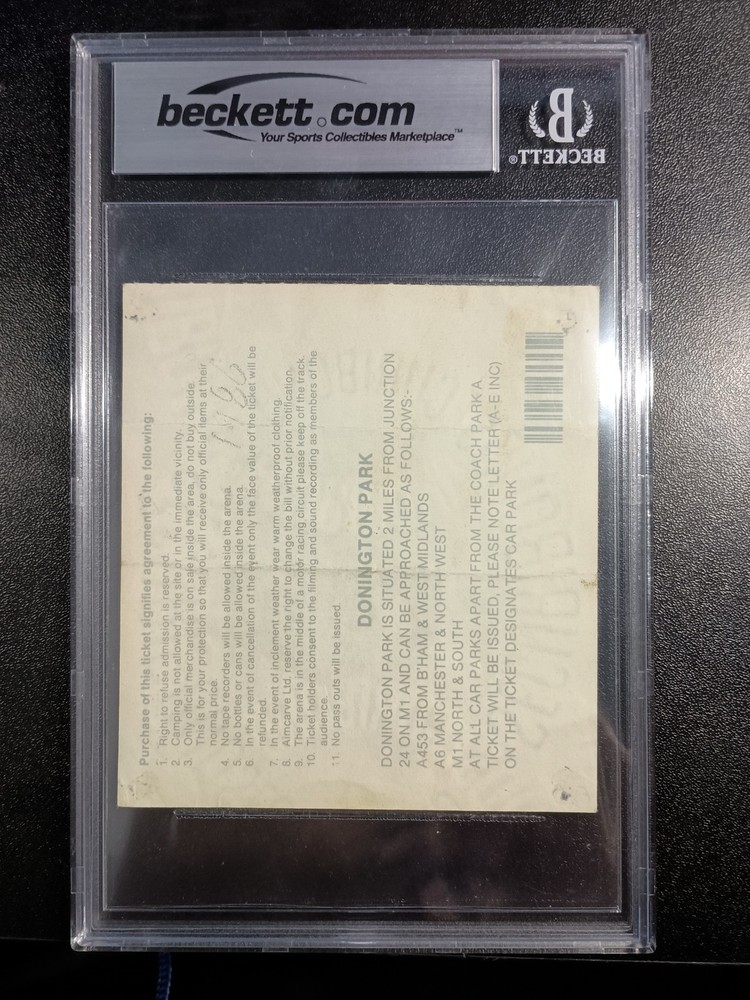 beckett.com
Your Sports Collectibles Marketplace™
B
BECKETT®
Purchase of this ticket signifies agreement to the following:
1. Right to refuse admission is reserved.
2. Camping is not allowed at the site or in the immediate vicinity.
3. Only official merchandise is on sale inside the area, do not buy outside.
This is for your protection so that you will receive only official items at their
normal price.
4. No tape recorders will be allowed inside the arena.
5. No bottles or cans will be allowed inside the arena.
6. In the event or cancellation of the event only the face value of the ticket will be
refunded.
7. In the event of inclement weather wear warm weatherproof clothing.
8. Aimcarve Ltd. reserve the right to change the bill without prior notification.
9. The arena is in the middle of a motor racing circuit please keep off the track.
10. Ticket holders consent to the filming and sound recording as members of the
audience.
11. No pass outs will be issued.
DONINGTON PARK
DONINGTON PARK IS SITUATED 2 MILES FROM JUNCTION
24 ON M1 AND CAN BE APPROACHED AS FOLLOWS:-
A453 FROM B'HAM & WEST MIDLANDS
A6 MANCHESTER & NORTH WEST
M1 NORTH & SOUTH
AT ALL CAR PARKS APART FROM THE COACH PARK A
TICKET WILL BE ISSUED, PLEASE NOTE LETTER (A-E INC)
ON THE TICKET DESIGNATES CAR PARK